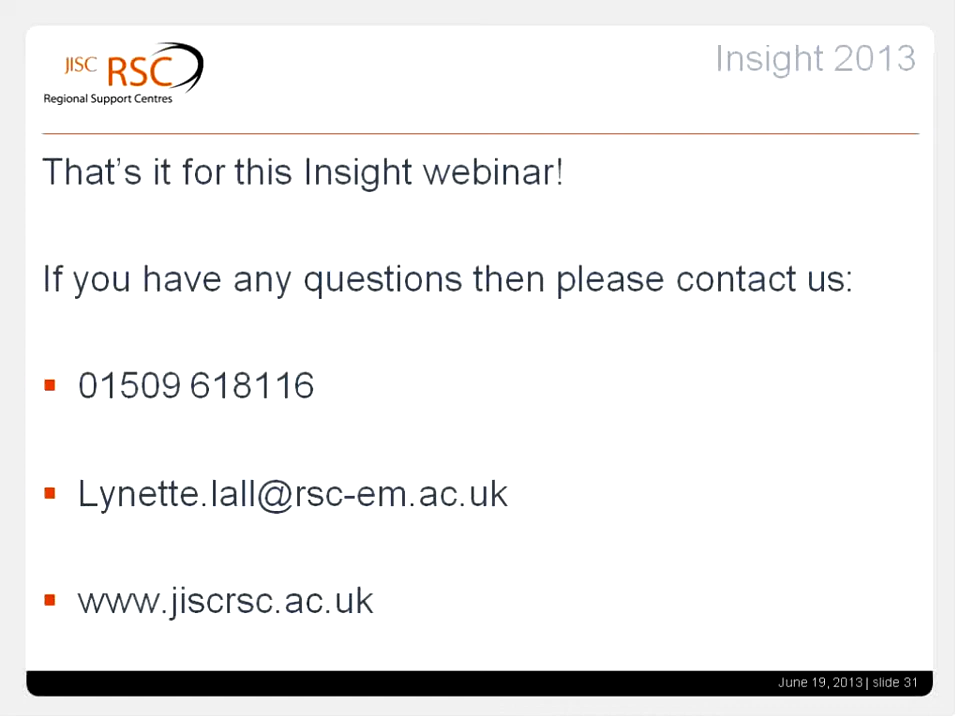 JISC RSC
Regional Support Centres
Insight 2013
That's it for this Insight webinar!
If you have any questions then please contact us:
01509 618116
Lynette.lall@rsc-em.ac.uk
www.jiscrsc.ac.uk
June 19, 2013 | slide 31